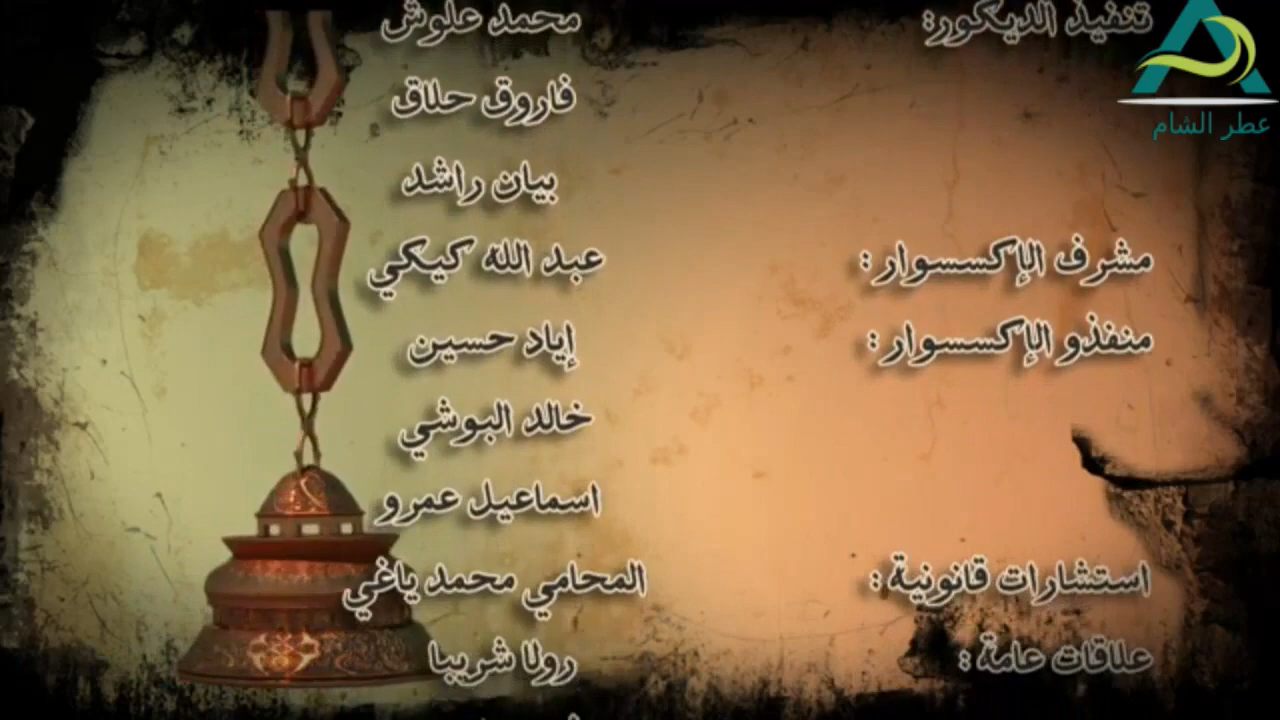 تنفيذ الديكور: محمد علوش
عطر الشام
فاروق حلاق
بيان راشد
مشرف الإكسسوار : عبد الله كيكي
منفذو الإكسسوار : إياد حسين
خالد البوشي
اسماعيل عمرو
استشارات قانونية : المحامي محمد ياغي
علاقات عامة : رولا شريبا